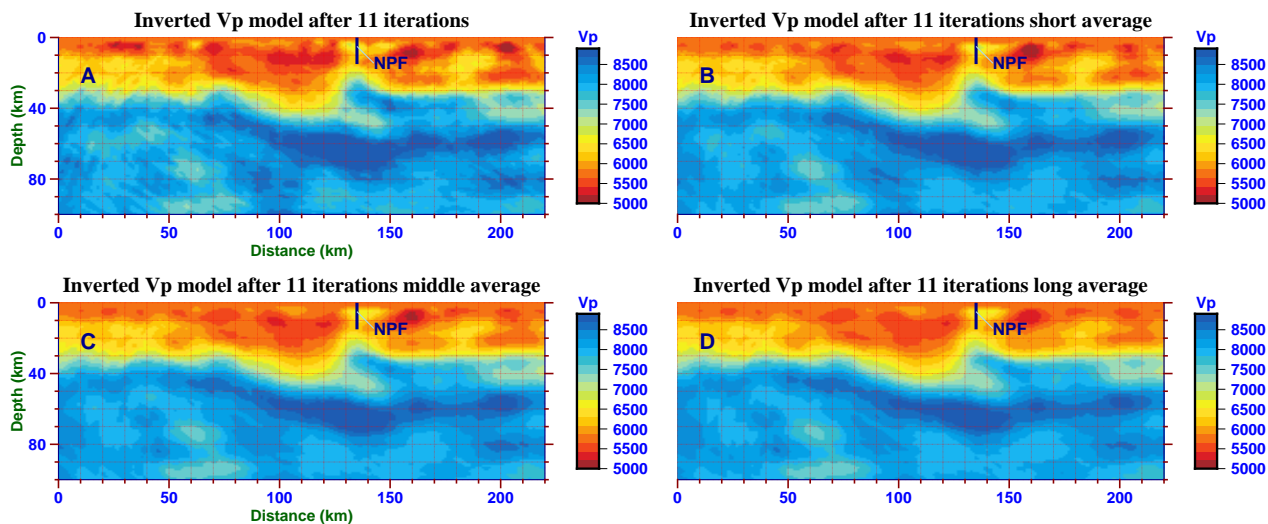 Inverted Vp model after 11 iterations
Inverted Vp model after 11 iterations short average
0
40
80
Depth (km)
A
NPF
Vp
8500
8000
7500
7000
6500
6000
5500
5000
B
NPF
Vp
8500
8000
7500
7000
6500
6000
5500
5000
0 50 100 150 200
Distance (km)
0 50 100 150 200
Inverted Vp model after 11 iterations middle average
Inverted Vp model after 11 iterations long average
0
40
80
Depth (km)
C
NPF
Vp
8500
8000
7500
7000
6500
6000
5500
5000
D
NPF
Vp
8500
8000
7500
7000
6500
6000
5500
5000
0 50 100 150 200
Distance (km)
0 50 100 150 200